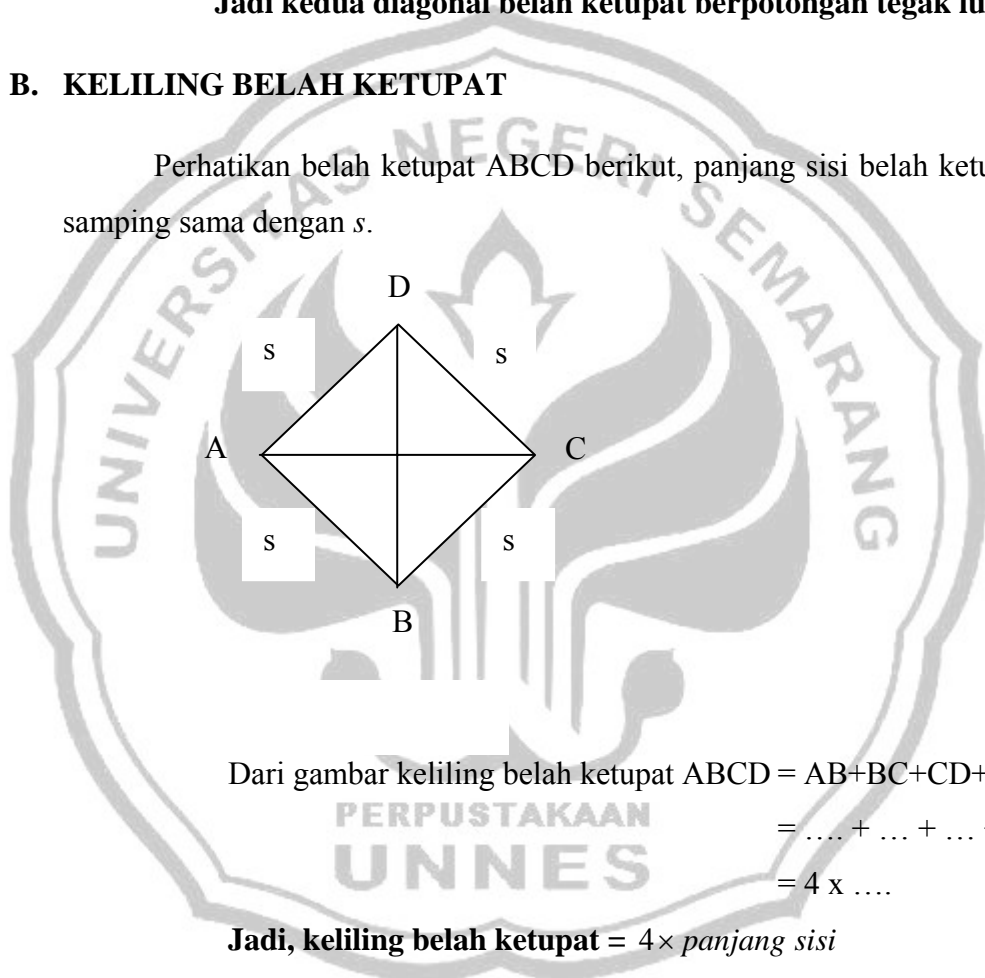 Jadi kedua diagonal belah ketupat berpotongan tegak lu
B. KELILING BELAH KETUPAT
Perhatikan belah ketupat ABCD berikut, panjang sisi belah ketu
samping sama dengan s.
D
s s
A C
s s
B
Dari gambar keliling belah ketupat ABCD = AB+BC+CD+
= .... + ... + ...
= 4 x ....
Jadi, keliling belah ketupat = 4× panjang sisi
UNIVERSITAS NEGERI SEMARANG
PERPUSTAKAAN
UNNES